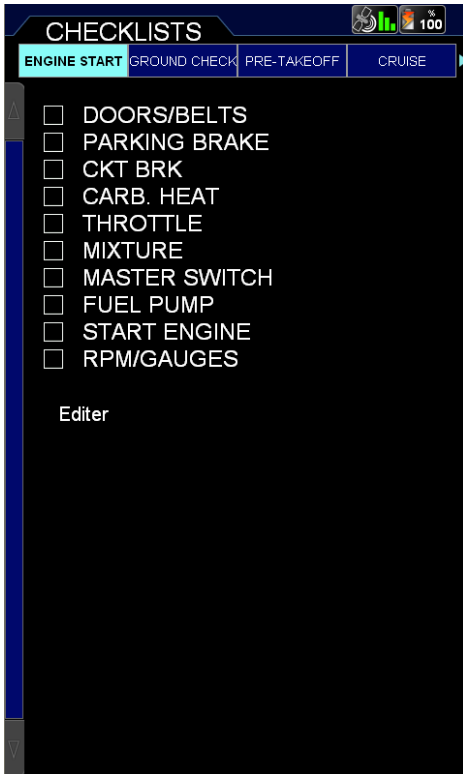 CHECKLISTS
% 100
ENGINE START GROUND CHECK PRE-TAKEOFF CRUISE
DOORS/BELTS
PARKING BRAKE
CKT BRK
CARB. HEAT
THROTTLE
MIXTURE
MASTER SWITCH
FUEL PUMP
START ENGINE
RPM/GAUGES
Editer